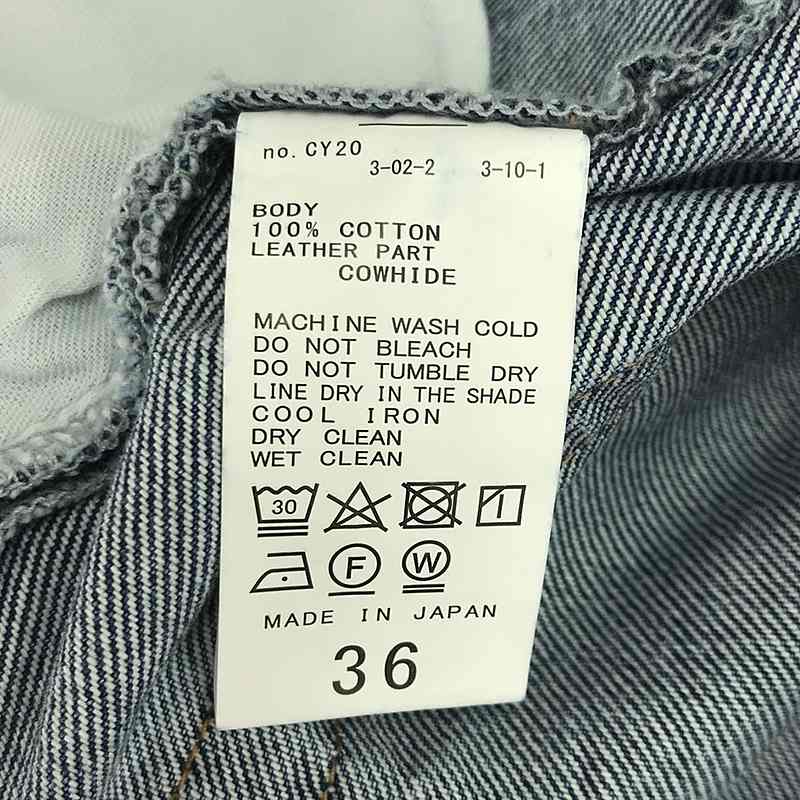 no. CY20
3-02-2 3-10-1
BODY
100% COTTON
LEATHER PART
COWHIDE
MACHINE WASH COLD
DO NOT BLEACH
DO NOT TUMBLE DRY
LINE DRY IN THE SHADE
COOL IRON
DRY CLEAN
WET CLEAN
30
F W
MADE IN JAPAN
36